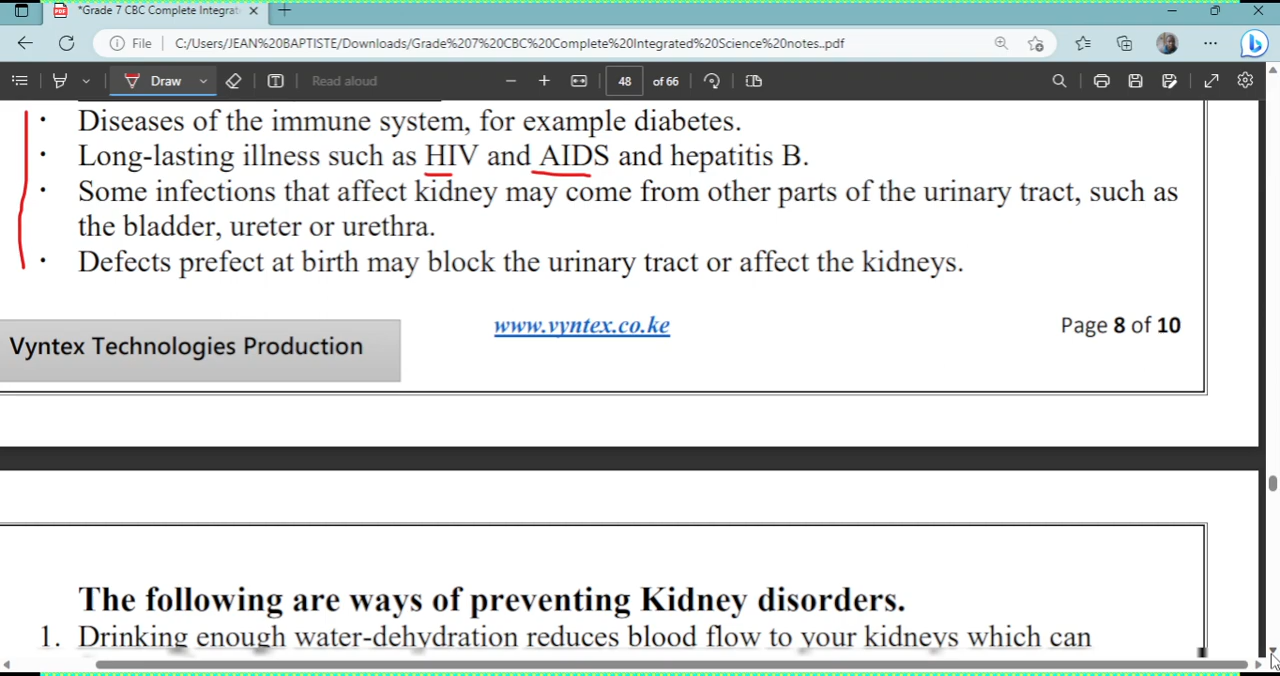 *Grade 7 CBC Complete Integrat
File
C:/Users/JEAN%20BAPTISTE/Downloads/Grade%207%20CBC%20Complete%20Integrated%20Science%20notes..pdf
Draw
Read aloud
48 of 66
· Diseases of the immune system, for example diabetes.
· Long-lasting illness such as HIV and AIDS and hepatitis B.
· Some infections that affect kidney may come from other parts of the urinary tract, such as
the bladder, ureter or urethra.
· Defects prefect at birth may block the urinary tract or affect the kidneys.
www.vyntex.co.ke
Page 8 of 10
Vyntex Technologies Production
The following are ways of preventing Kidney disorders.
1. Drinking enough water-dehydration reduces blood flow to your kidneys which can